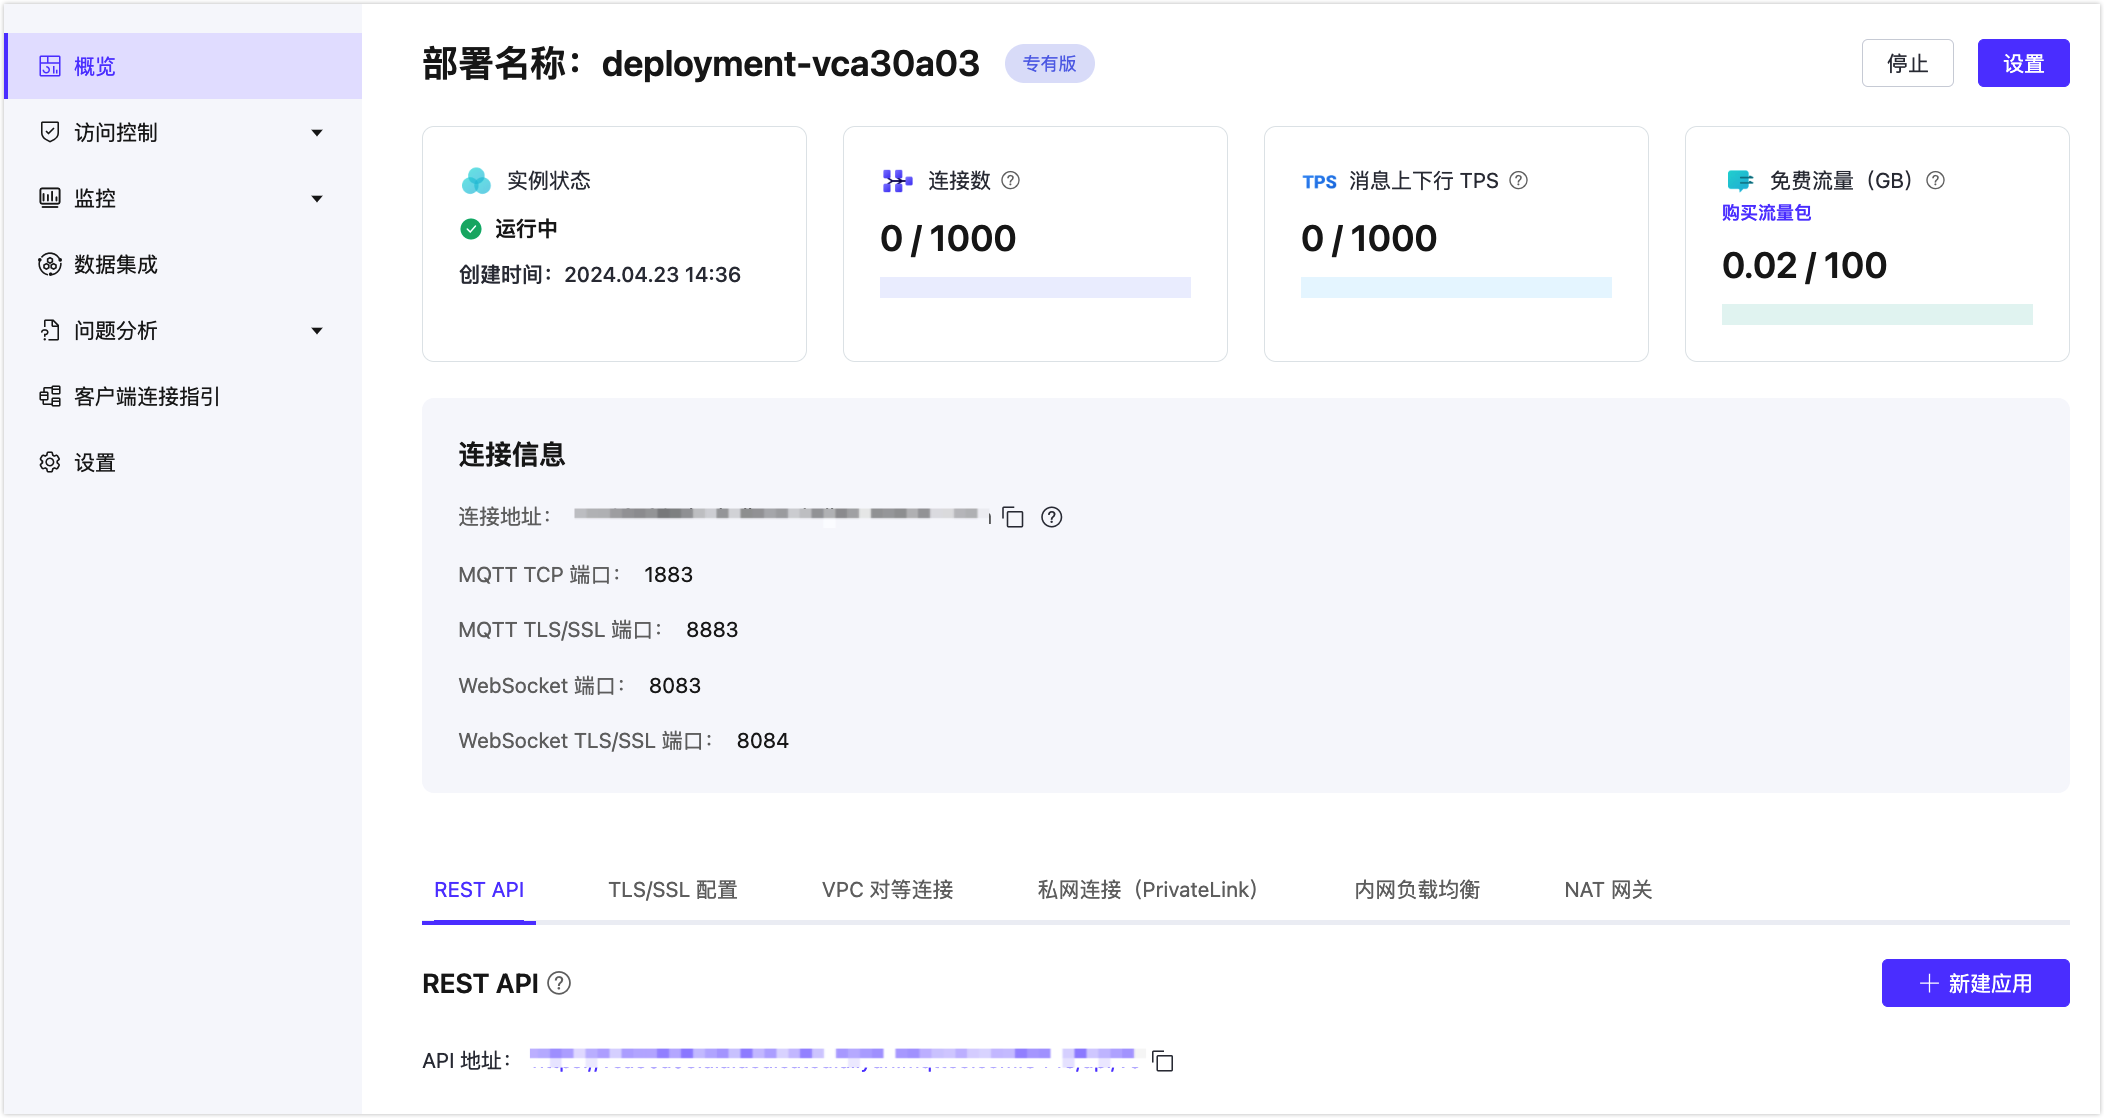 概览
访问控制
监控
数据集成
问题分析
客户端连接指引
设置
部署名称：deployment-vca30a03
专有版
停止
设置
实例状态
运行中
创建时间：2024.04.23 14:36
连接数
0 / 1000
TPS 消息上下行 TPS
0 / 1000
免费流量（GB）
购买流量包
0.02 / 100
连接信息
连接地址：
MQTT TCP 端口： 1883
MQTT TLS/SSL 端口： 8883
WebSocket 端口： 8083
WebSocket TLS/SSL 端口： 8084
REST API
TLS/SSL 配置
VPC 对等连接
私网连接（PrivateLink）
内网负载均衡
NAT 网关
REST API
新建应用
API 地址：